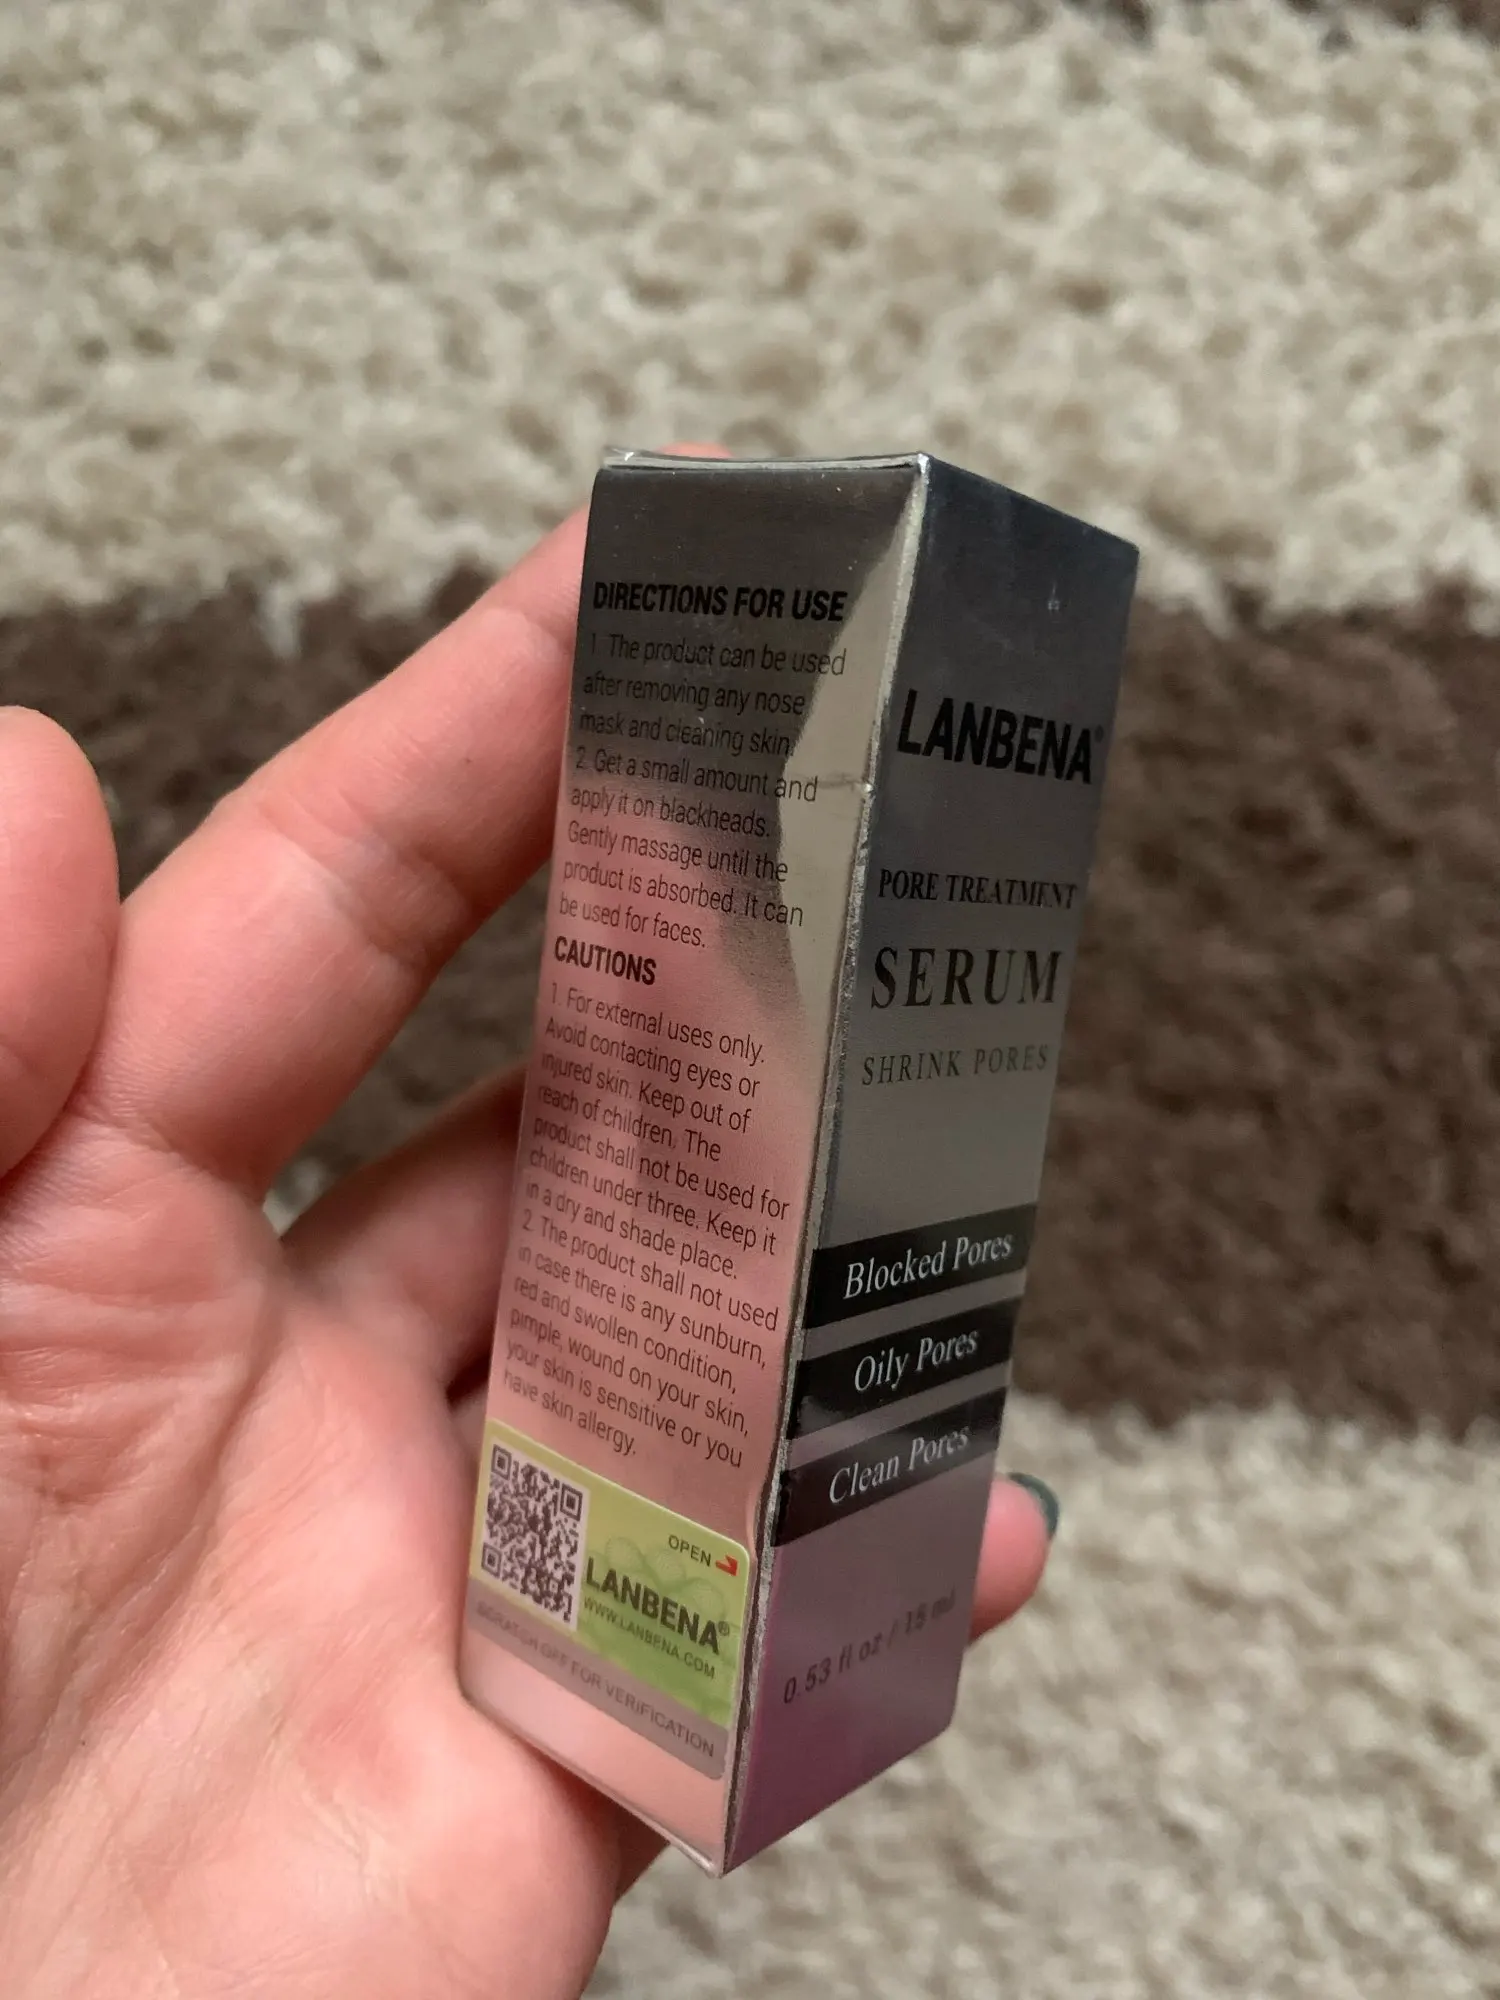 DIRECTIONS FOR USE
1. The product can be used
after removing any nose
mask and cleaning skin.
2. Get a small amount and
apply it on blackheads.
Gently massage until the
product is absorbed. It can
be used for faces.
CAUTIONS
1. For external uses only.
Avoid contacting eyes or
injured skin. Keep out of
reach of children. The
product shall not be used for
children under three. Keep it
in a dry and shade place.
2. The product shall not used
in case there is any sunburn,
red and swollen condition,
pimple, wound on your skin,
your skin is sensitive or you
have skin allergy.
OPEN
LANBENA®
WWW.LANBENA.COM
SCRATCH OFF FOR VERIFICATION
LANBENA®
PORE TREATMENT
SERUM
SHRINK PORES
Blocked Pores
Oily Pores
Clean Pores
0.53 fl oz / 15 ml